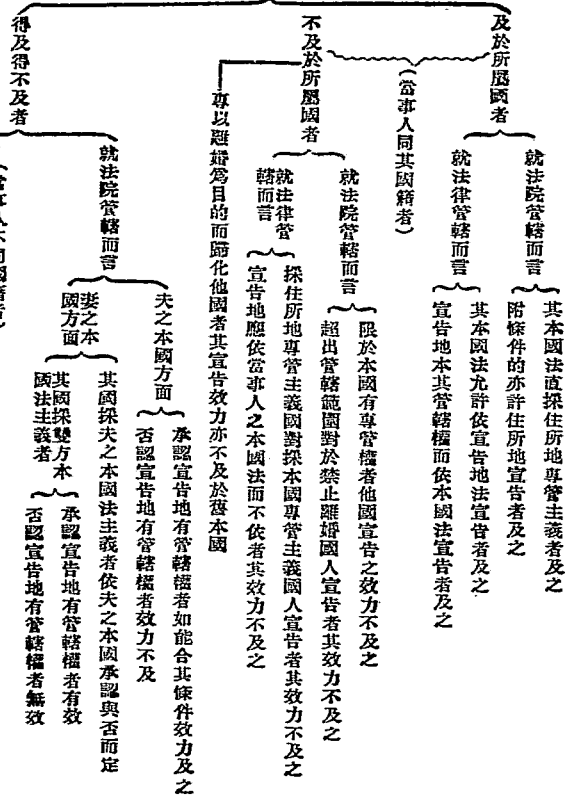 及於所屬國者
就法院管轄而言
其本國法直採住所地專管主義者及之
附條件的亦許住所地宣告者及之
就法律管轄而言
其本國法允許依宣告地法宣告者及之
宣告地本其管轄權而依本國法宣告者及之
（當事人同其國籍者）
不及於所屬國者
就法院管轄而言
限於本國有專管權者他國宣告之效力不及之
超出管轄範圍對於禁止離婚國人宣告者其效力不及之
就法律管
轄而言
採住所地專管主義國對採本國專管主義國人宣告者其效力不及之
宣告地應依當事人之本國法而不依者其效力不及之
專以離婚為目的而歸化他國者其宣告效力亦不及於舊本國
得及得不及者
就法院管轄而言
夫之本國方面
承認宣告地有管轄權者如能合其條件效力及之
否認宣告地有管轄權者效力不及
妻之本
國方面
其國採夫之本國法主義者依夫之本國承認與否而定
其國採雙方本
國法主義者
承認宣告地有管轄權者有效
否認宣告地有管轄權者無效
（當事人不同國籍者）